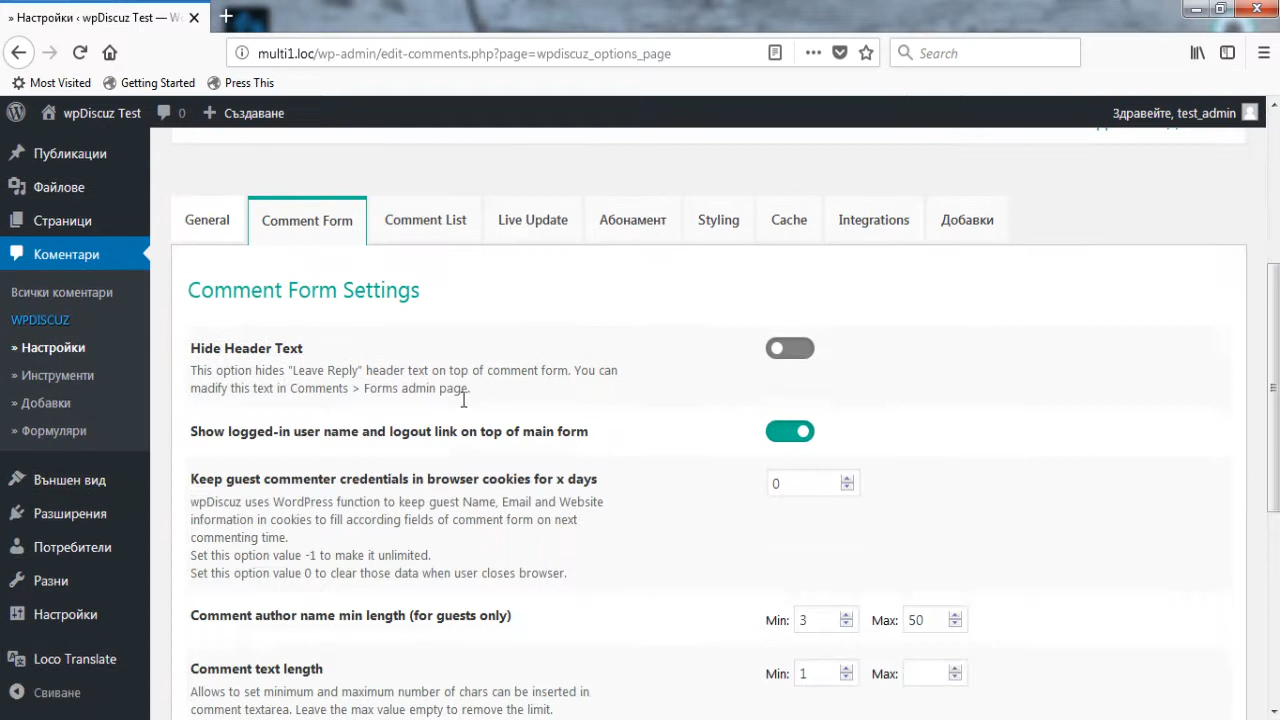 » Настройки ‹ wpDiscuz Test — Wo
multi1.loc/wp-admin/edit-comments.php?page=wpdiscuz_options_page
Search
Most Visited
Getting Started
Press This
wpDiscuz Test
0
Създаване
Здравейте, test_admin
Публикации
Файлове
Страници
Коментари
Всички коментари
WPDISCUZ
» Настройки
» Инструменти
» Добавки
» Формуляри
Външен вид
Разширения
Потребители
Разни
Настройки
Loco Translate
Свиване
General
Comment Form
Comment List
Live Update
Абонамент
Styling
Cache
Integrations
Добавки
Comment Form Settings
Hide Header Text
This option hides "Leave Reply" header text on top of comment form. You can
madify this text in Comments > Forms admin page.
Show logged-in user name and logout link on top of main form
Keep guest commenter credentials in browser cookies for x days
0
wpDiscuz uses WordPress function to keep guest Name, Email and Website
information in cookies to fill according fields of comment form on next
commenting time.
Set this option value -1 to make it unlimited.
Set this option value 0 to clear those data when user closes browser.
Comment author name min length (for guests only)
Min: 3 Max: 50
Comment text length
Min: 1 Max:
Allows to set minimum and maximum number of chars can be inserted in
comment textarea. Leave the max value empty to remove the limit.